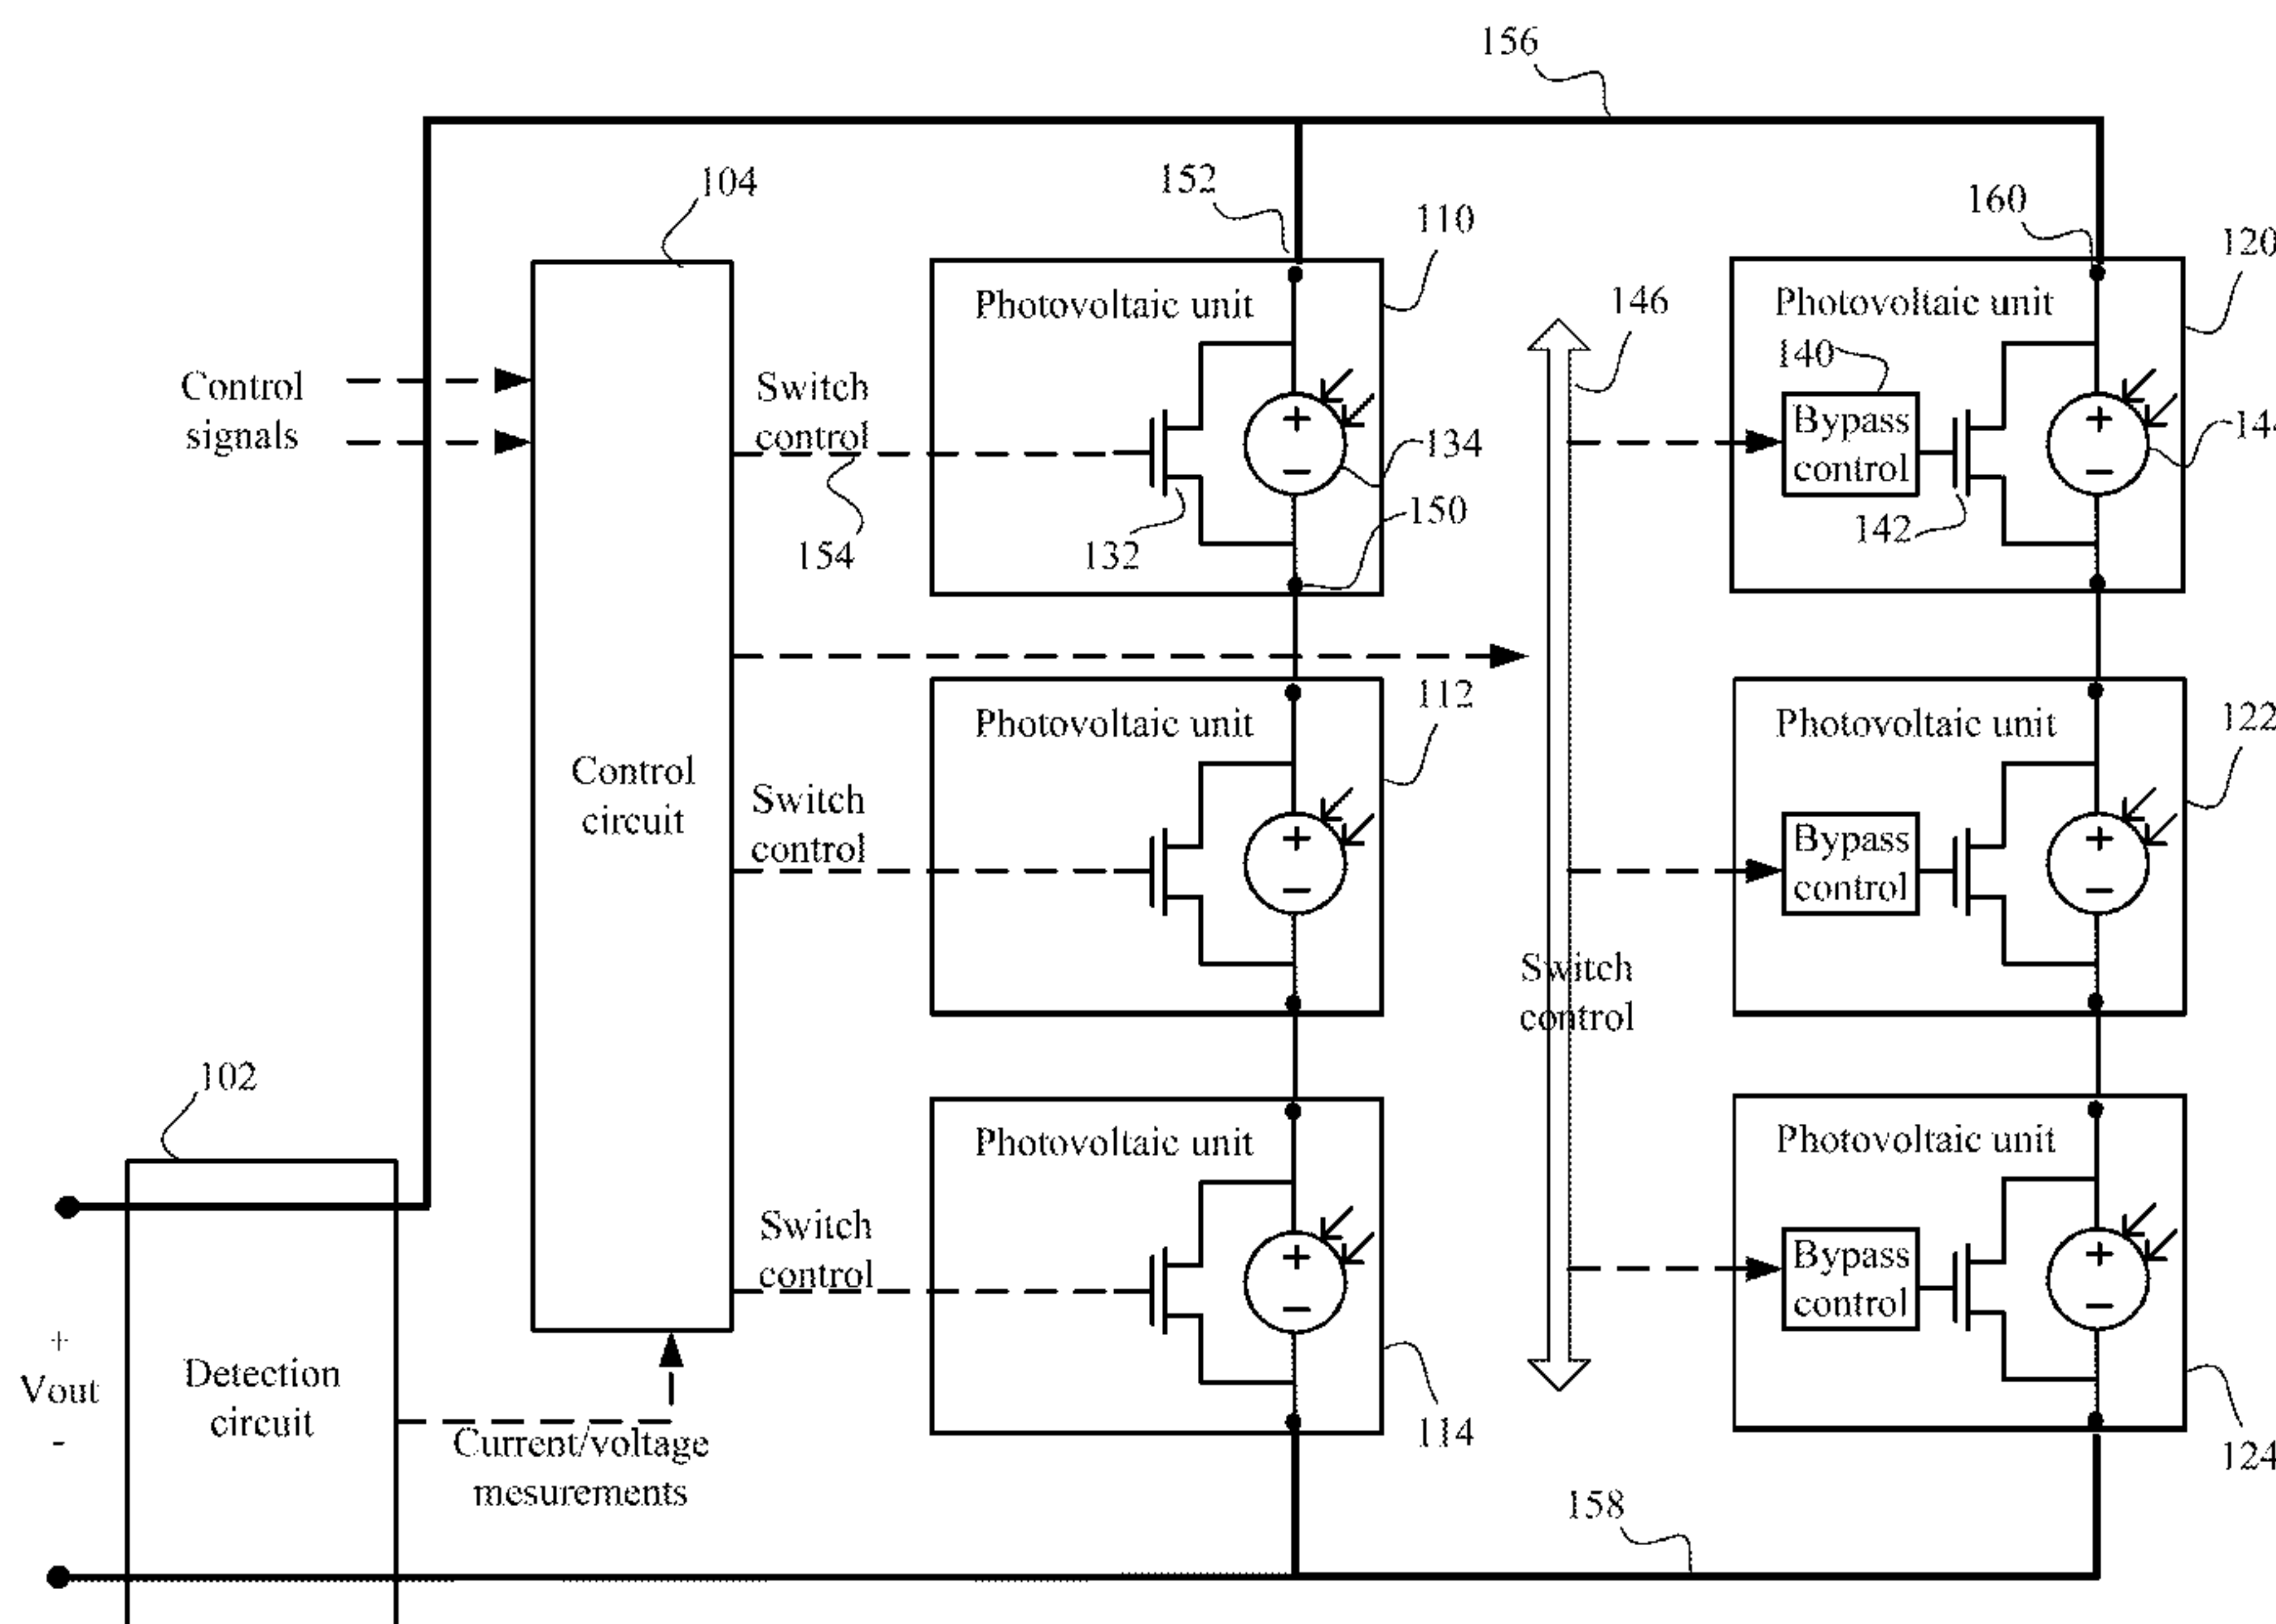 156
104
152
110
160
120
Photovoltaic unit
146
Photovoltaic unit
140
Control
signals
Switch
control
134
Bypass
control
150
154
132
142
112
Photovoltaic unit
122
Photovoltaic unit
Control
circuit
Switch
control
Bypass
control
Switch
control
102
Photovoltaic unit
Photovoltaic unit
Switch
control
Bypass
control
+
Vout
-
Detection
circuit
Current/voltage
mesurements
114
124
158